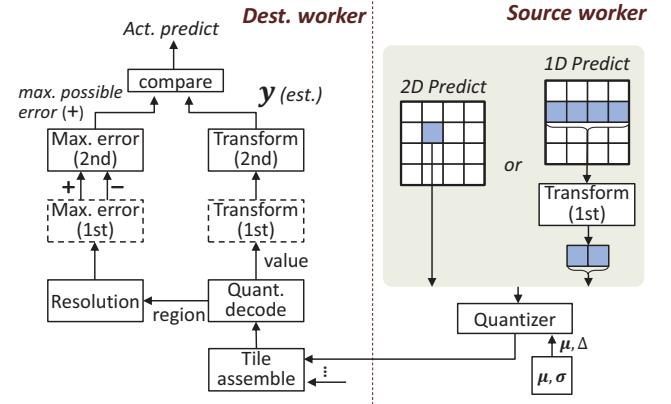 Dest. worker
Source worker
Act. predict
compare
max. possible
error (+)
y (est.)
Max. error
(2nd)
Transform
(2nd)
+
−
Max. error
(1st)
Transform
(1st)
value
Resolution
region
Quant.
decode
Tile
assemble
...
2D Predict
or
1D Predict
Transform
(1st)
Quantizer
μ, Δ
μ, σ